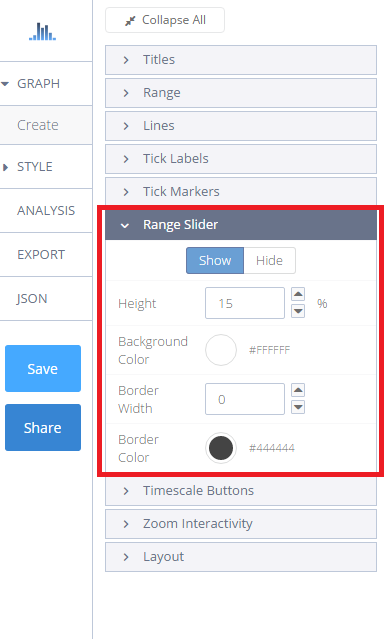 Collapse All
GRAPH
Create
STYLE
ANALYSIS
EXPORT
JSON
Save
Share
Titles
Range
Lines
Tick Labels
Tick Markers
Range Slider
Show Hide
Height 15 %
Background
Color #FFFFFF
Border
Width 0
Border
Color #444444
Timescale Buttons
Zoom Interactivity
Layout